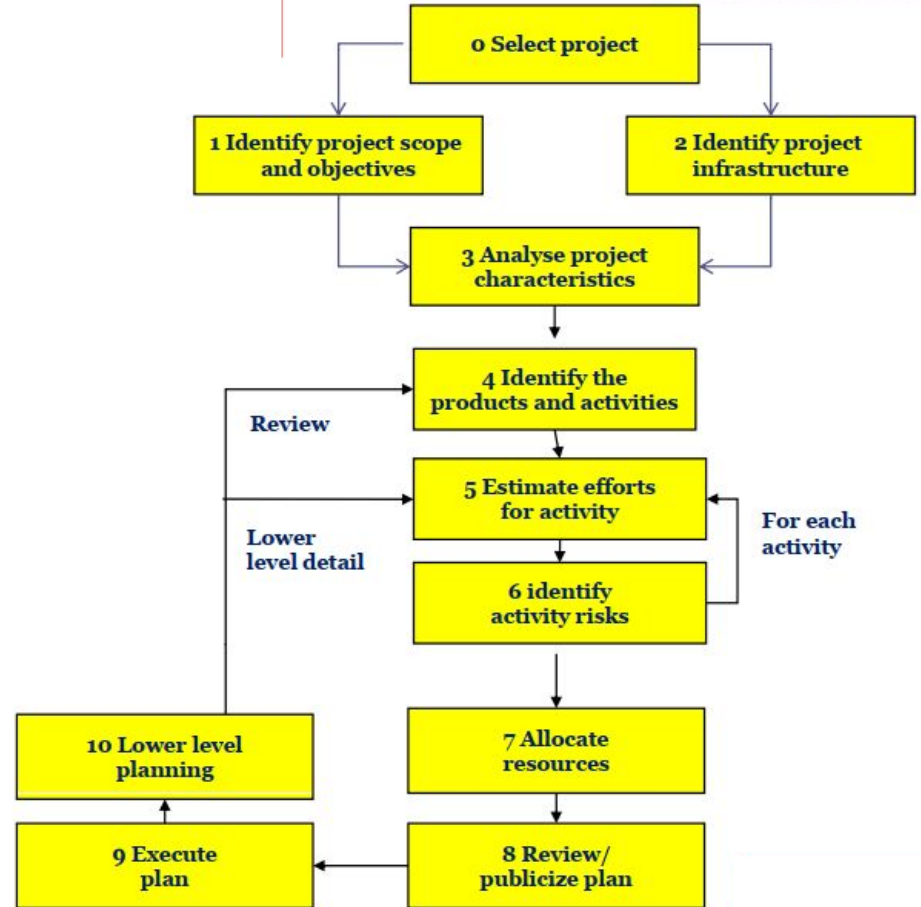 0 Select project
1 Identify project scope
and objectives
2 Identify project
infrastructure
3 Analyse project
characteristics
4 Identify the
products and activities
Review
5 Estimate efforts
for activity
For each
activity
Lower
level detail
6 identify
activity risks
7 Allocate
resources
10 Lower level
planning
9 Execute
plan
8 Review/
publicize plan